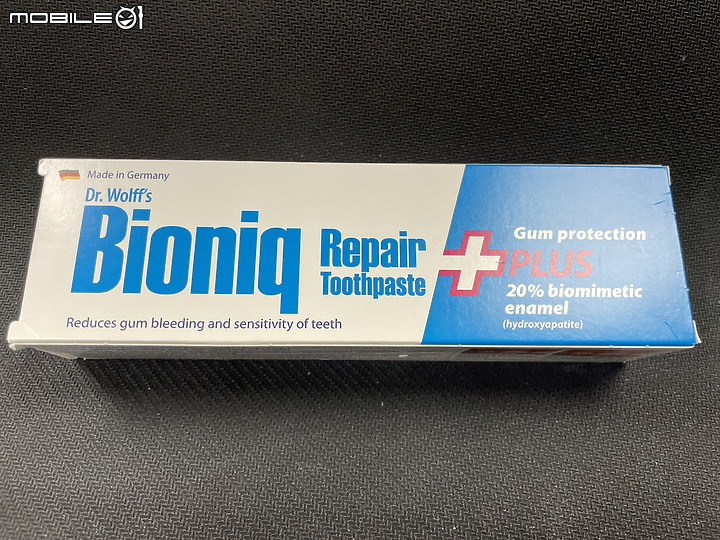 MOBILE01
Made in Germany
Dr. Wolff's
Bioniq
Repair
Toothpaste
Reduces gum bleeding and sensitivity of teeth
Gum protection
PLUS
20% biomimetic
enamel
(hydroxyapatite)